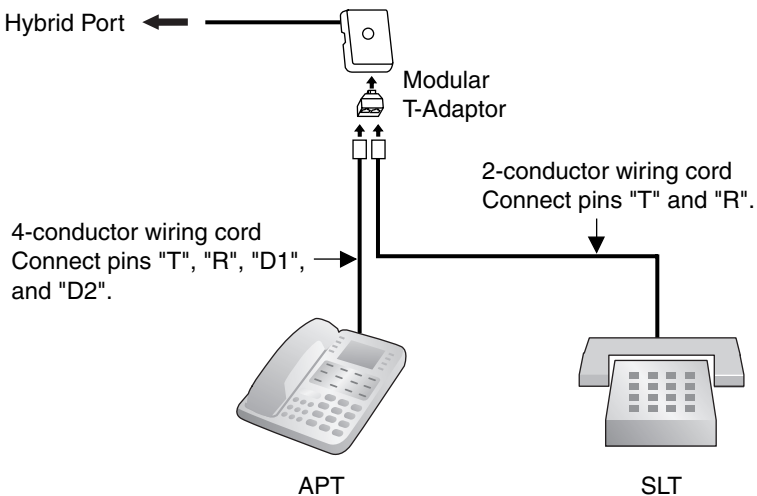 Hybrid Port
Modular
T-Adaptor
2-conductor wiring cord
Connect pins "T" and "R".
4-conductor wiring cord
Connect pins "T", "R", "D1",
and "D2".
APT
SLT